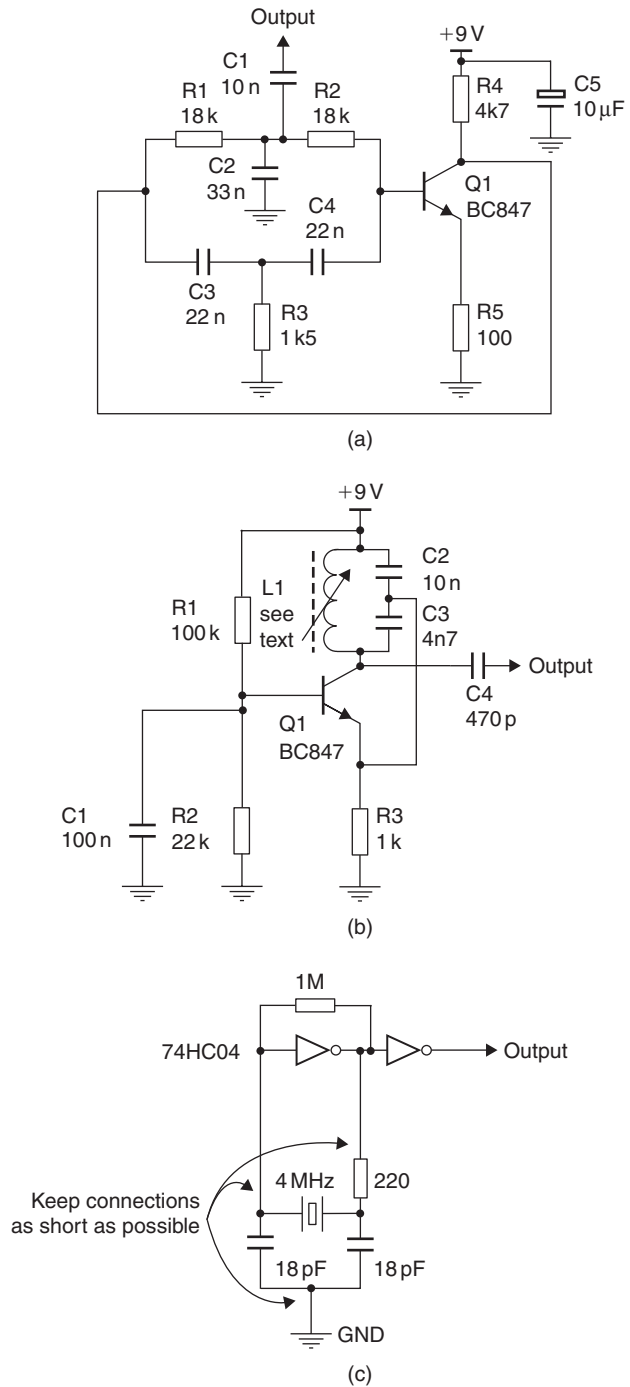 Output
+9 V
C1
10 n
R1
18 k
R2
18 k
R4
4k7
C5
10 µF
C2
33 n
C4
22 n
Q1
BC847
C3
22 n
R3
1 k5
R5
100
(a)
+9 V
L1
see
text
C2
10 n
C3
4n7
R1
100 k
Output
C4
470 p
Q1
BC847
C1
100 n
R2
22 k
R3
1 k
(b)
1M
74HC04
Output
4 MHz
220
Keep connections
as short as possible
18 pF
18 pF
GND
(c)